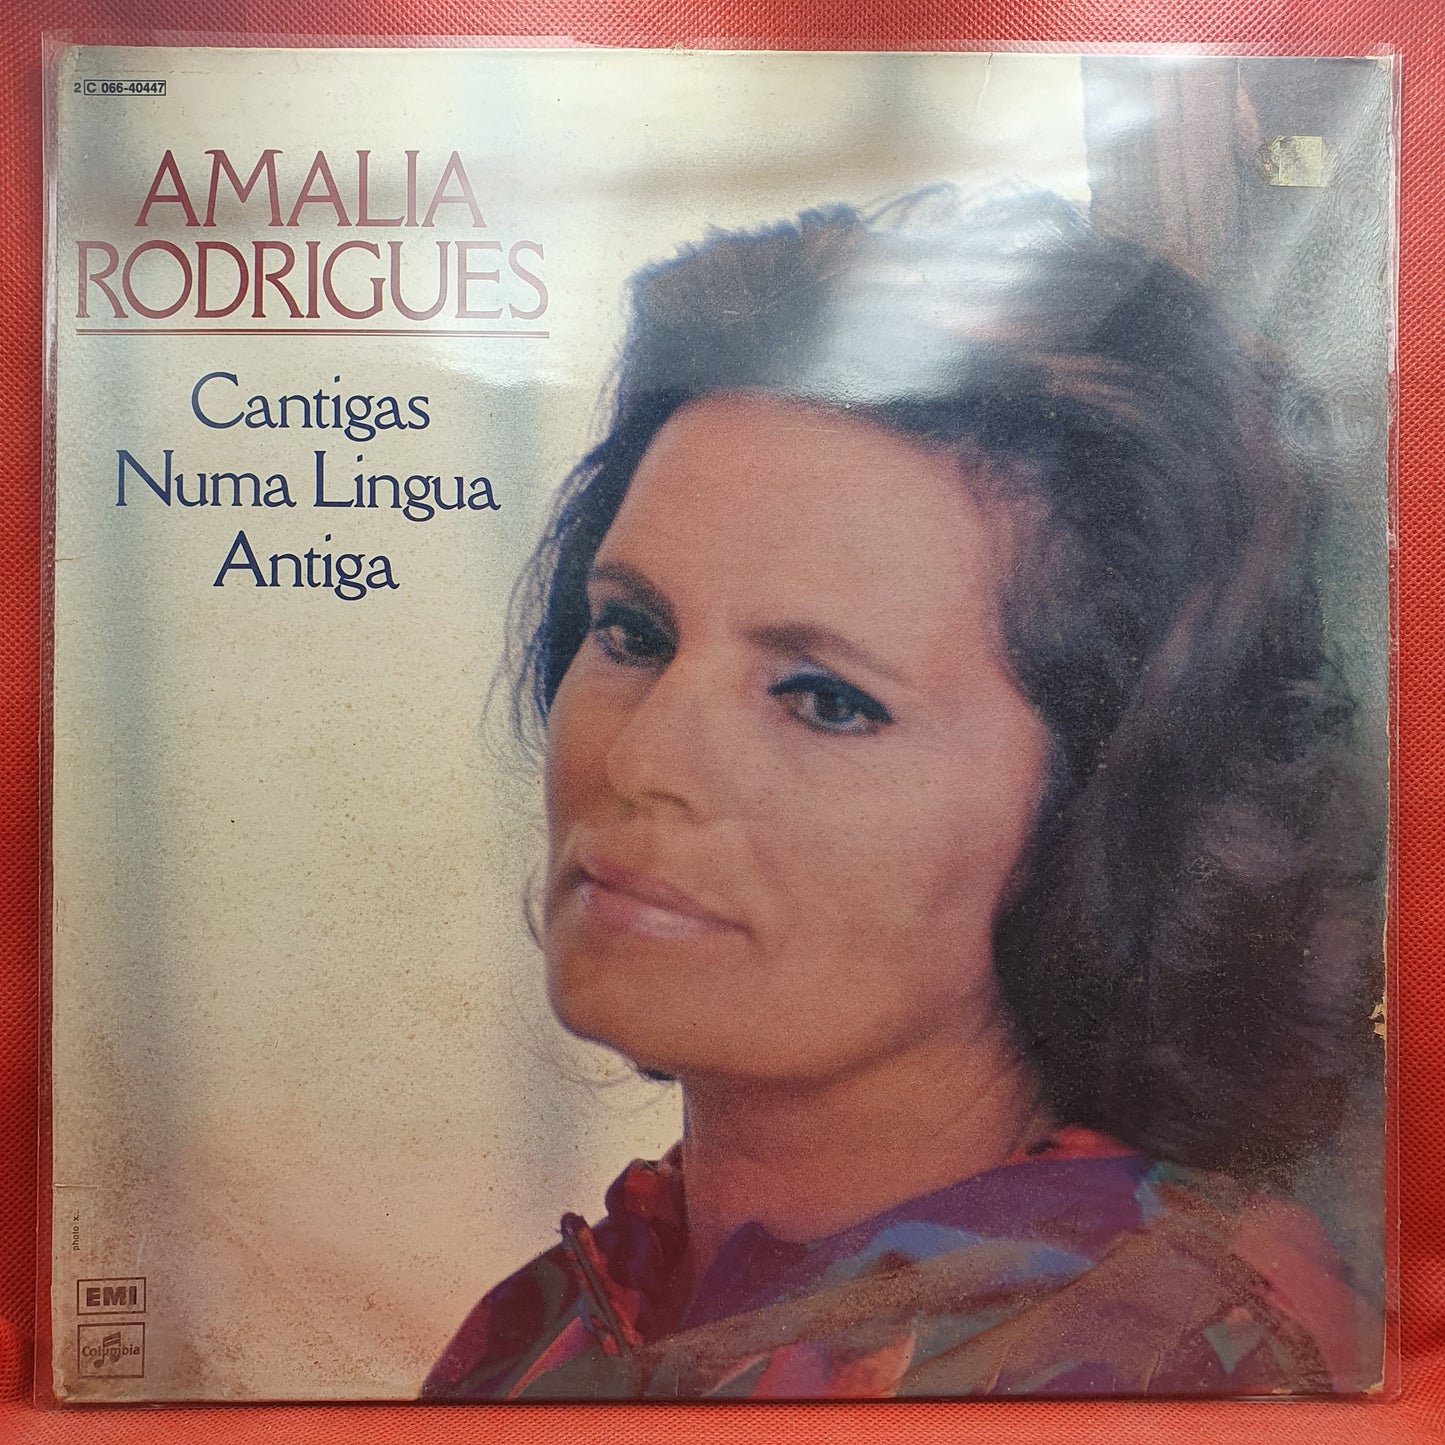 2 C 066-40447
AMALIA
RODRIGUES
Cantigas
Numa Lingua
Antiga
photo x..
EMI
Columbia